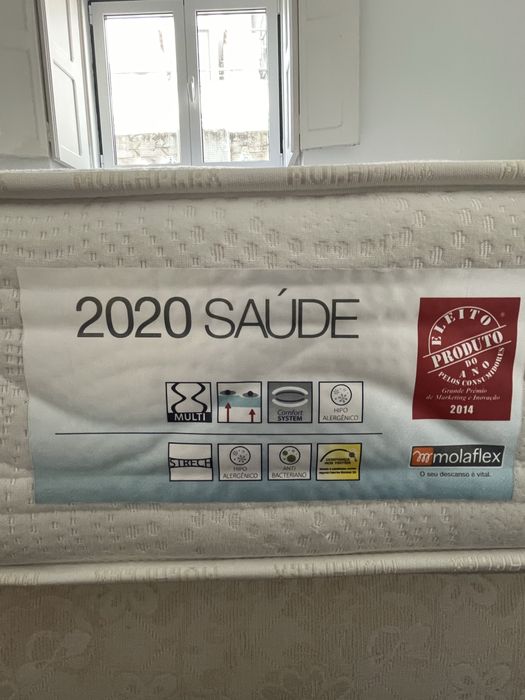 2020 SAÚDE
ELEITO
PRODUTO
DO
ANO
PELOS CONSUMIDORES
Grande Prémio
de Marketing e Inovação
2014
MULTI
Comfort
SYSTEM
HIPO
ALERGÉNICO
STRECH
HIPO
ALERGÉNICO
ANTI
BACTERIANO
molaflex
O seu descanso é vital.